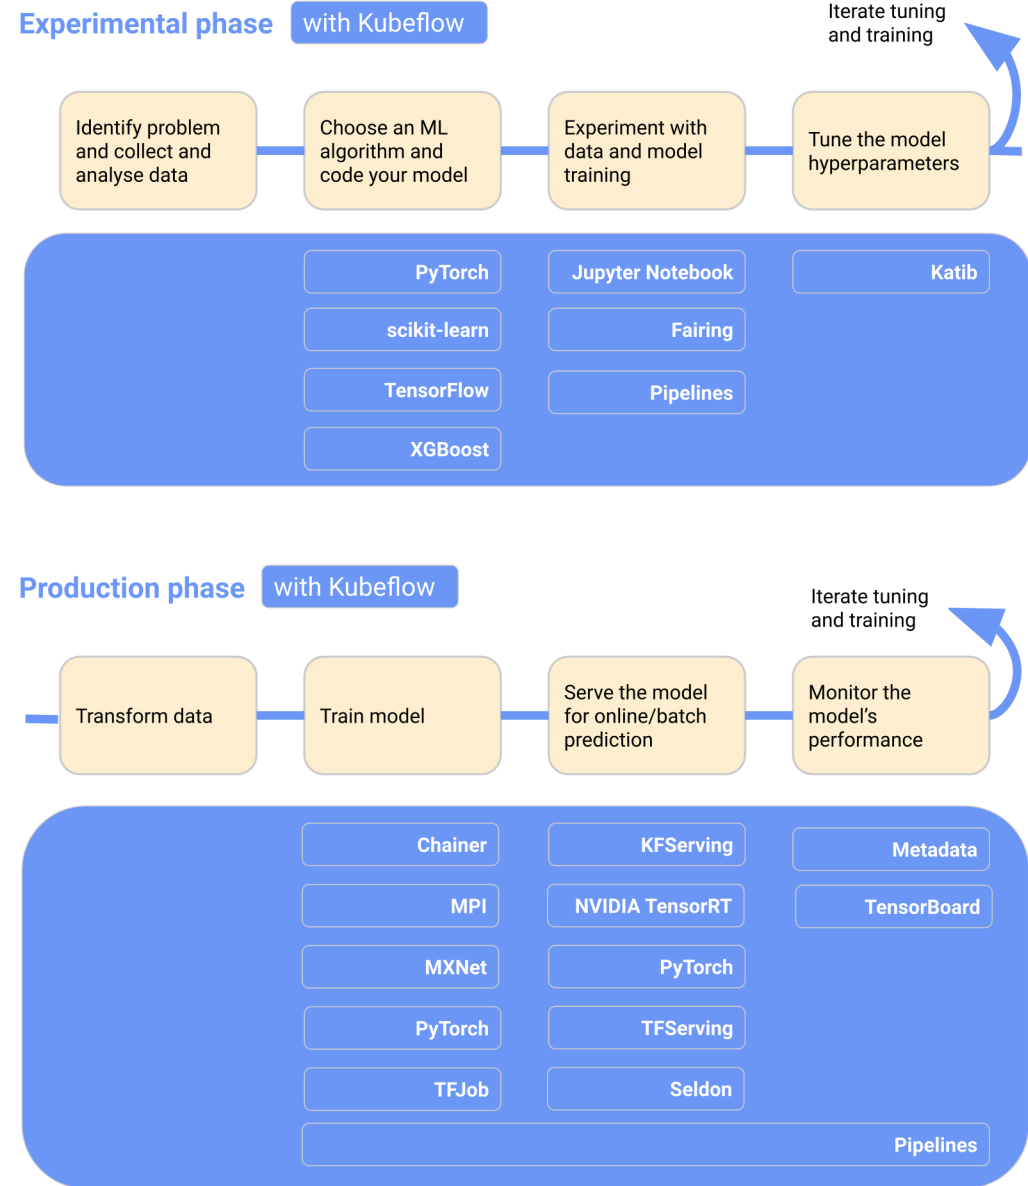 Experimental phase
with Kubeflow
Iterate tuning
and training
Identify problem
and collect and
analyse data
Choose an ML
algorithm and
code your model
Experiment with
data and model
training
Tune the model
hyperparameters
PyTorch
scikit-learn
TensorFlow
XGBoost
Jupyter Notebook
Fairing
Pipelines
Katib
Production phase
with Kubeflow
Iterate tuning
and training
Transform data
Train model
Serve the model
for online/batch
prediction
Monitor the
model’s
performance
Chainer
MPI
MXNet
PyTorch
TFJob
KFServing
NVIDIA TensorRT
PyTorch
TFServing
Seldon
Metadata
TensorBoard
Pipelines